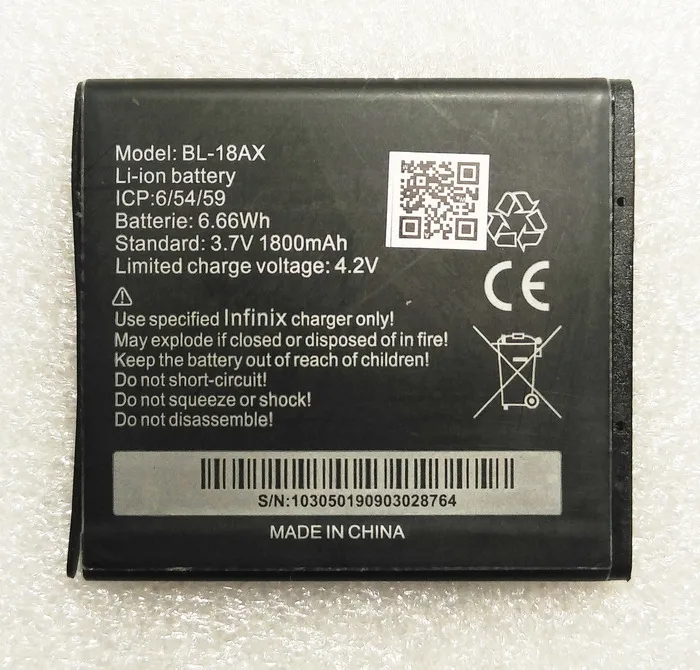 Model: BL-18AX
Li-ion battery
ICP:6/54/59
Batterie: 6.66Wh
Standard: 3.7V 1800mAh
Limited charge voltage: 4.2V
CE
Use specified Infinix charger only!
May explode if closed or disposed of in fire!
Keep the battery out of reach of children!
Do not short-circuit!
Do not squeeze or shock!
Do not disassemble!
S/N:103050190903028764
MADE IN CHINA